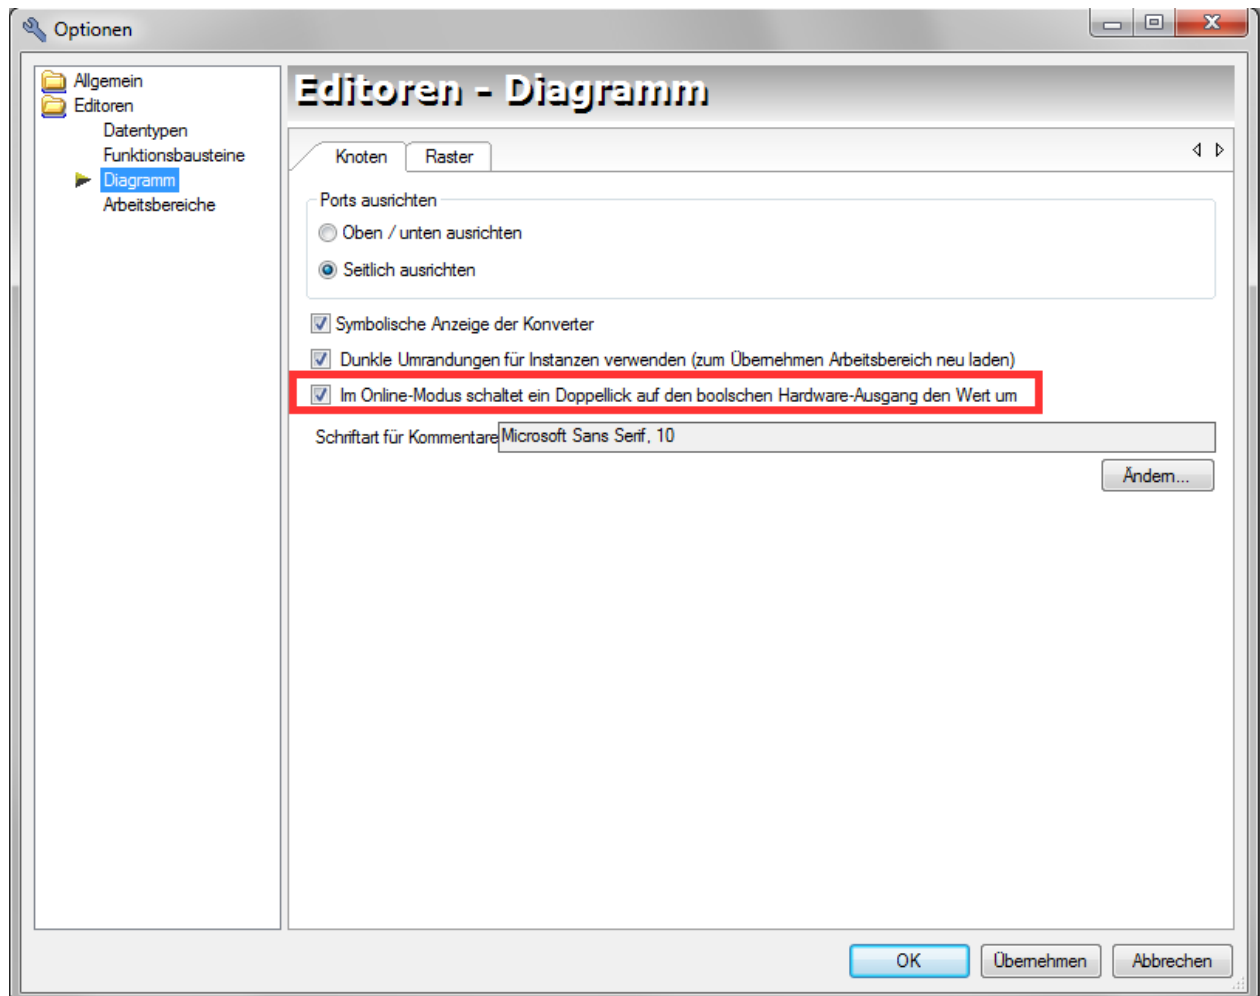 Optionen
Allgemein
Editoren
Datentypen
Funktionsbausteine
Diagramm
Arbeitsbereiche
Editoren - Diagramm
Knoten
Raster
Ports ausrichten
Oben / unten ausrichten
Seitlich ausrichten
Symbolische Anzeige der Konverter
Dunkle Umrandungen für Instanzen verwenden (zum Übernehmen Arbeitsbereich neu laden)
Im Online-Modus schaltet ein Doppellick auf den boolschen Hardware-Ausgang den Wert um
Schriftart für Kommentare Microsoft Sans Serif, 10
Ändern...
OK Übernehmen Abbrechen